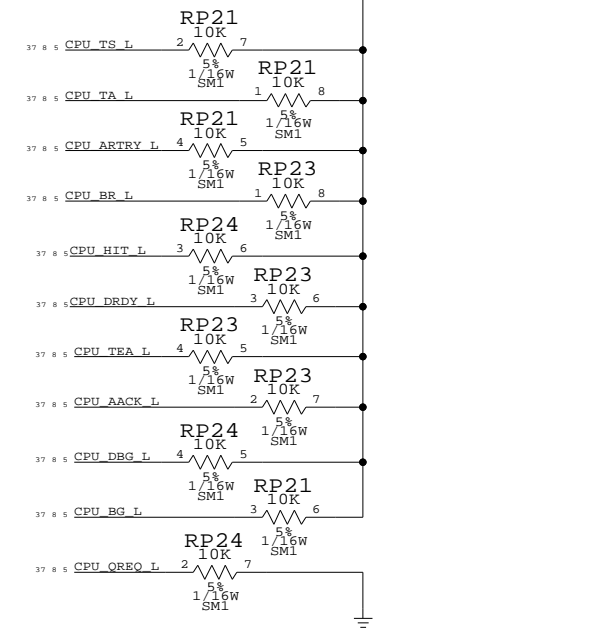 RP21
10K
37 8 5 CPU_TS_L 2 7
5%
1/16W
SM1
RP21
10K
37 8 5 CPU_TA_L 1 8
5%
1/16W
SM1
RP21
10K
37 8 5 CPU_ARTRY_L 4 5
5%
1/16W
SM1
RP23
10K
37 8 5 CPU_BR_L 1 8
5%
1/16W
SM1
RP24
10K
37 8 5 CPU_HIT_L 3 6
5%
1/16W
SM1
RP23
10K
37 8 5 CPU_DRDY_L 3 6
5%
1/16W
SM1
RP23
10K
37 8 5 CPU_TEA_L 4 5
5%
1/16W
SM1
RP23
10K
37 8 5 CPU_AACK_L 2 7
5%
1/16W
SM1
RP24
10K
37 8 5 CPU_DBG_L 4 5
5%
1/16W
SM1
RP21
10K
37 8 5 CPU_BG_L 3 6
5%
1/16W
SM1
RP24
10K
37 8 5 CPU_QREQ_L 2 7
5%
1/16W
SM1